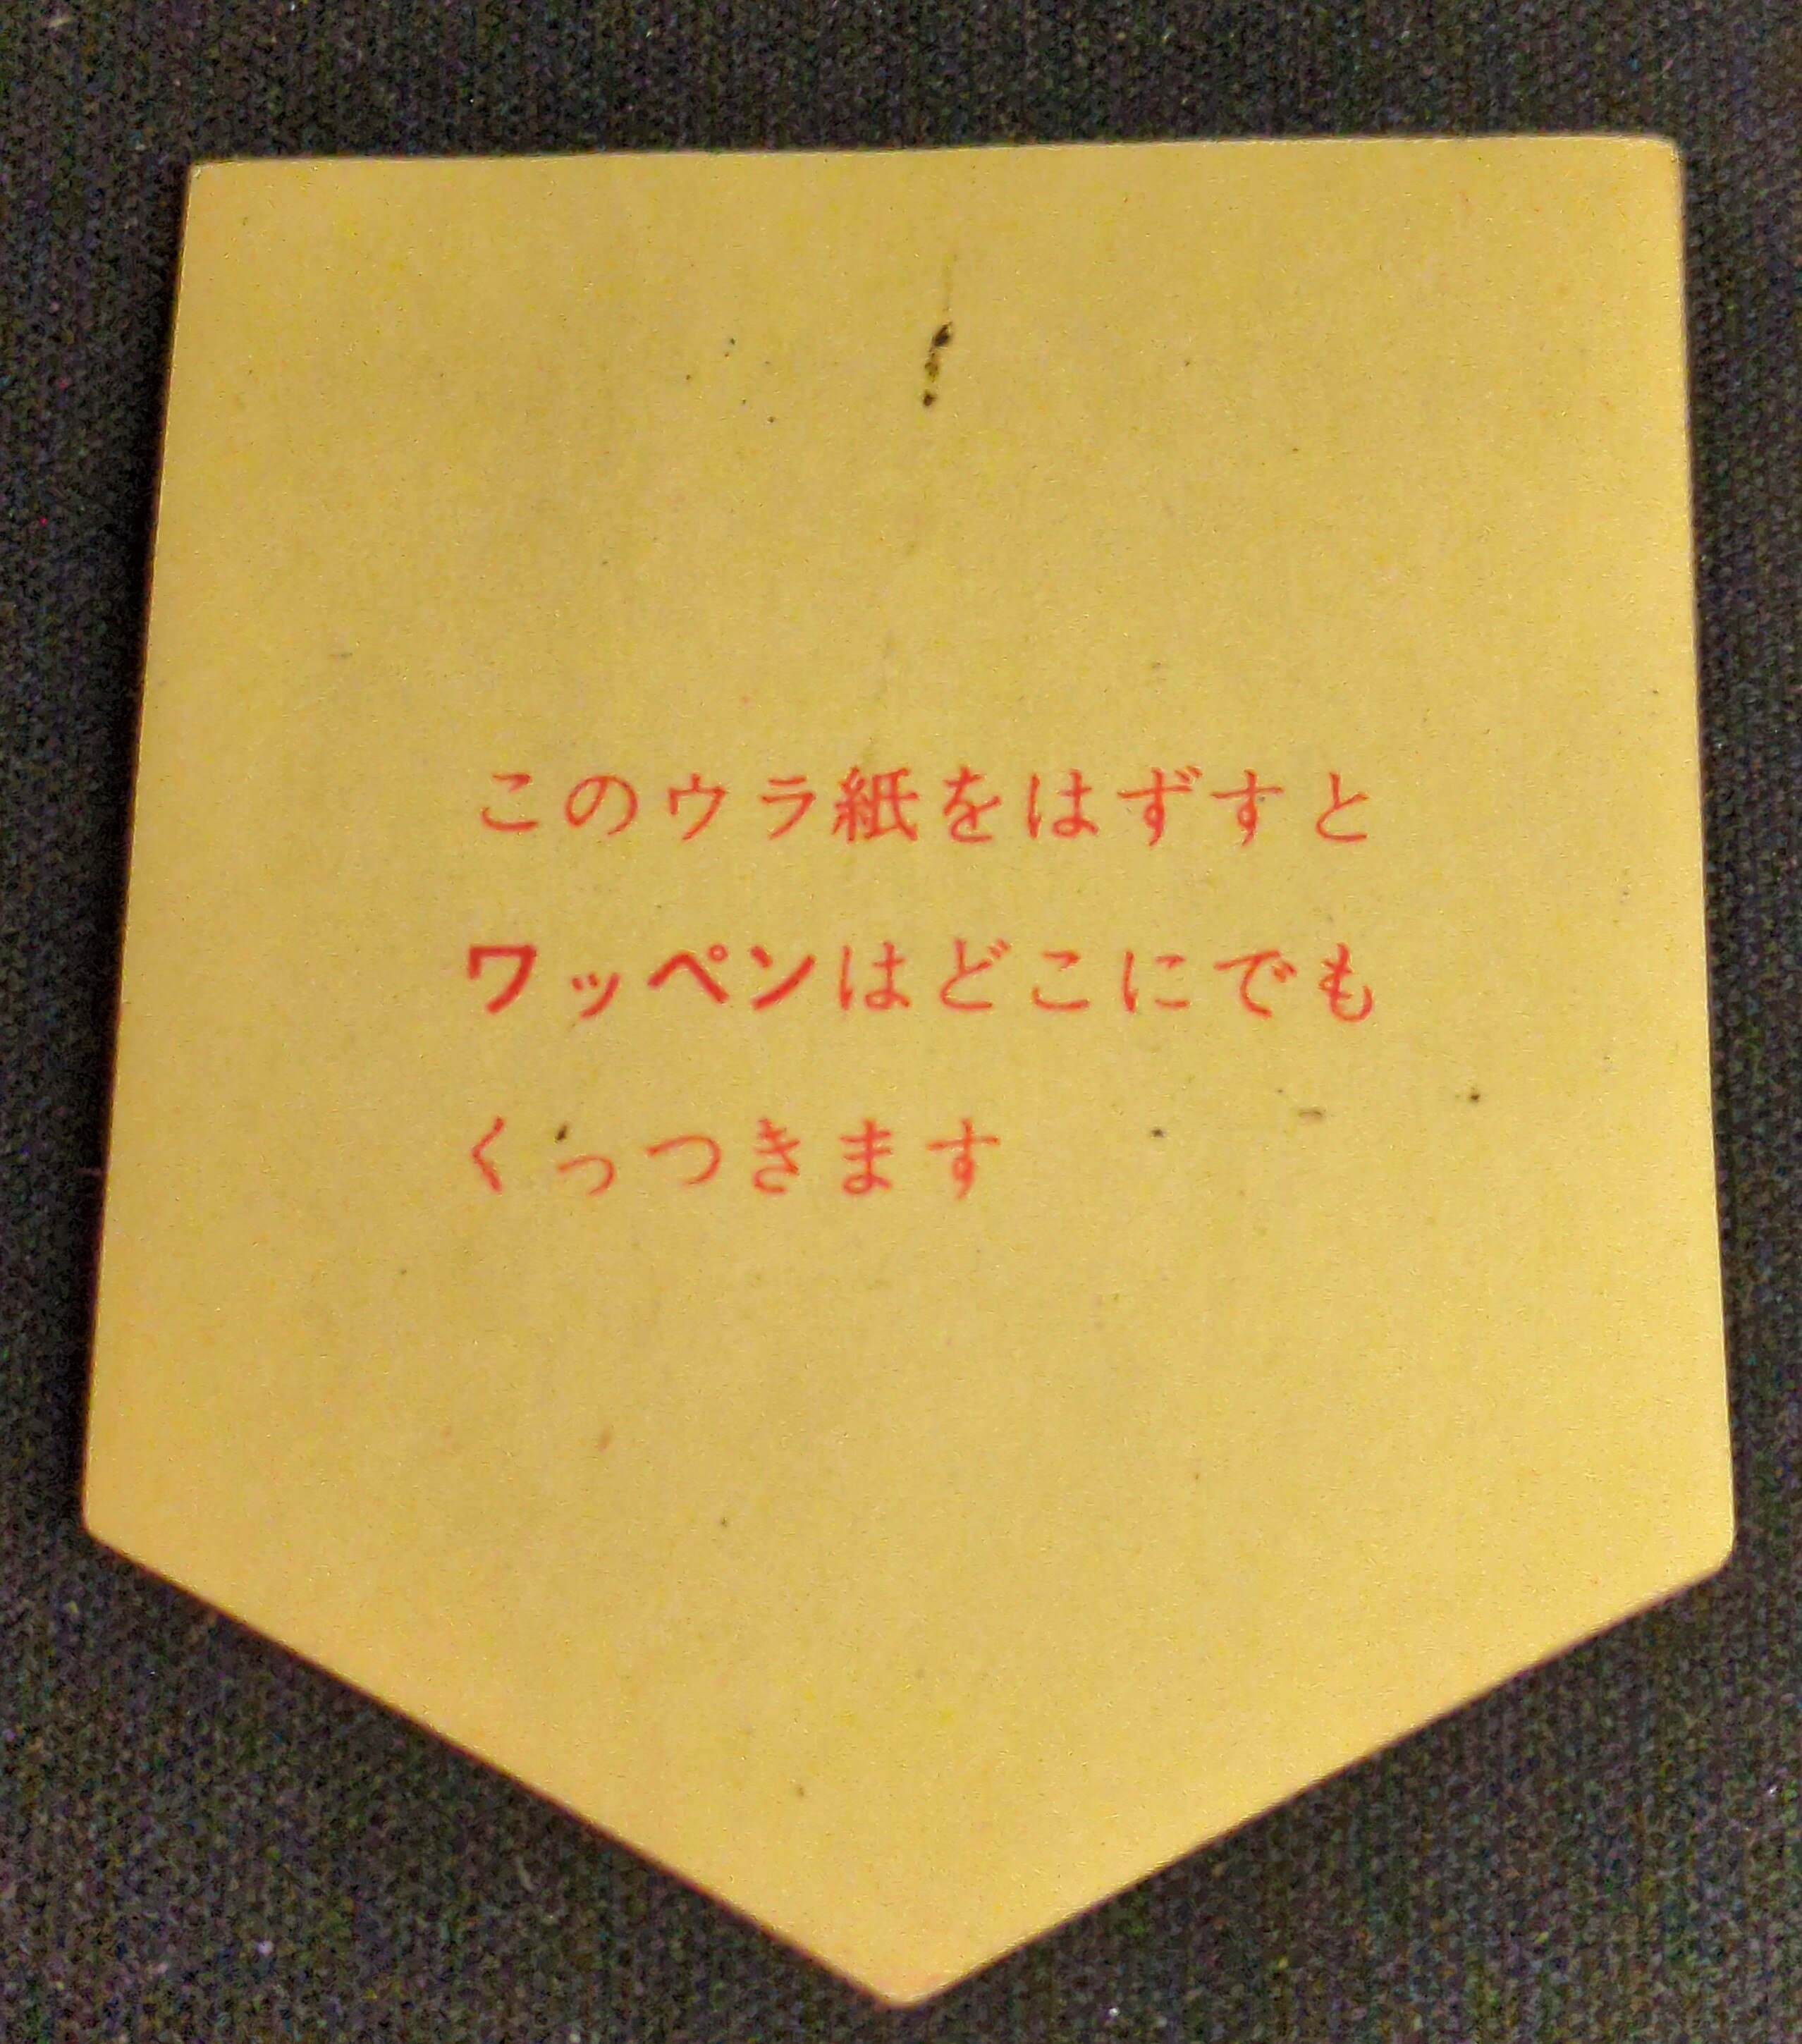 このウラ紙をはずすと
ワッペンはどこにでも
くっつきます